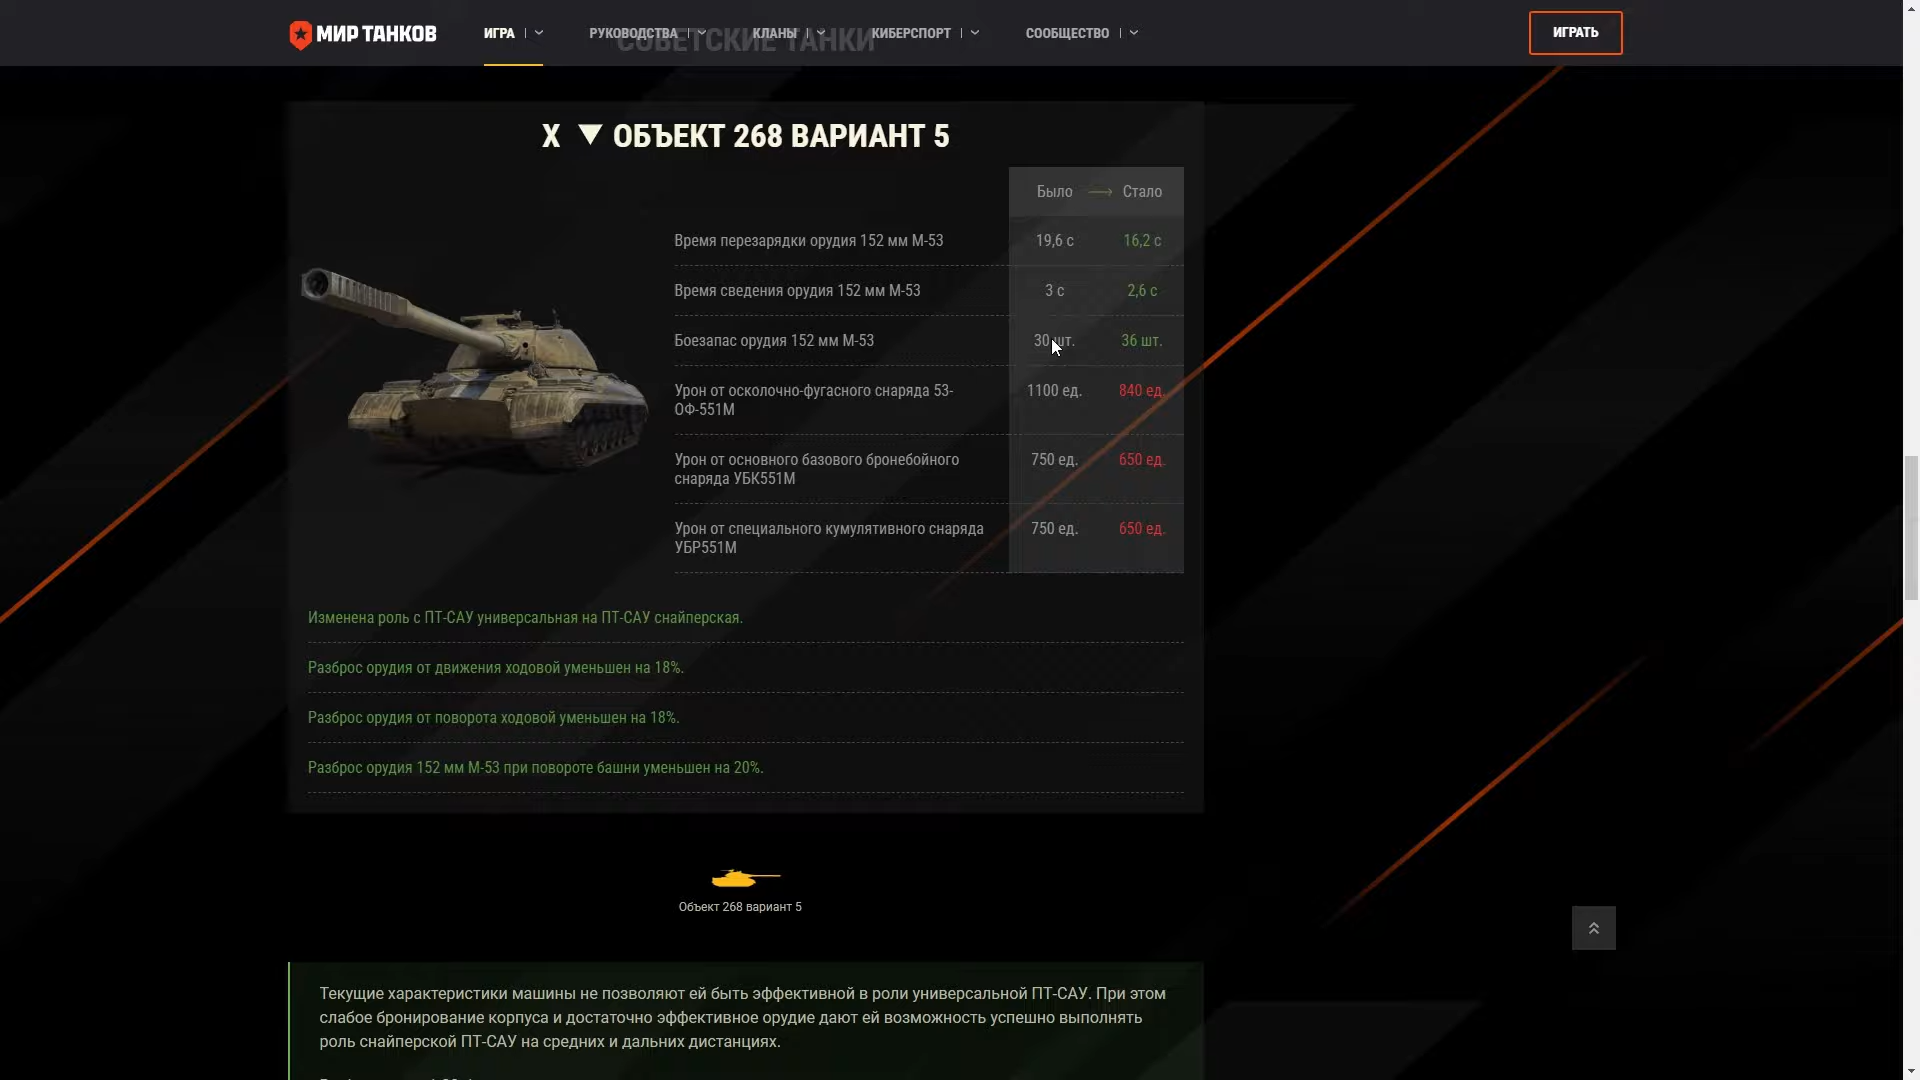 МИР ТАНКОВ
ИГРА
РУКОВОДСТВА
КЛАНЫ
КИБЕРСПОРТ
СООБЩЕСТВО
ИГРАТЬ
СОВЕТСКИЕ ТАНКИ
X ОБЪЕКТ 268 ВАРИАНТ 5
Было Стало
Время перезарядки орудия 152 мм М-53 19,6 с 16,2 с
Время сведения орудия 152 мм М-53 3 с 2,6 с
Боезапас орудия 152 мм М-53 30 шт. 36 шт.
Урон от осколочно-фугасного снаряда 53- 1100 ед. 840 ед.
ОФ-551М
Урон от основного базового бронебойного 750 ед. 650 ед.
снаряда УБК551М
Урон от специального кумулятивного снаряда 750 ед. 650 ед.
УБР551М
Изменена роль с ПТ-САУ универсальная на ПТ-САУ снайперская.
Разброс орудия от движения ходовой уменьшен на 18%.
Разброс орудия от поворота ходовой уменьшен на 18%.
Разброс орудия 152 мм М-53 при повороте башни уменьшен на 20%.
Объект 268 вариант 5
Текущие характеристики машины не позволяют ей быть эффективной в роли универсальной ПТ-САУ. При этом
слабое бронирование корпуса и достаточно эффективное орудие дают ей возможность успешно выполнять
роль снайперской ПТ-САУ на средних и дальних дистанциях.